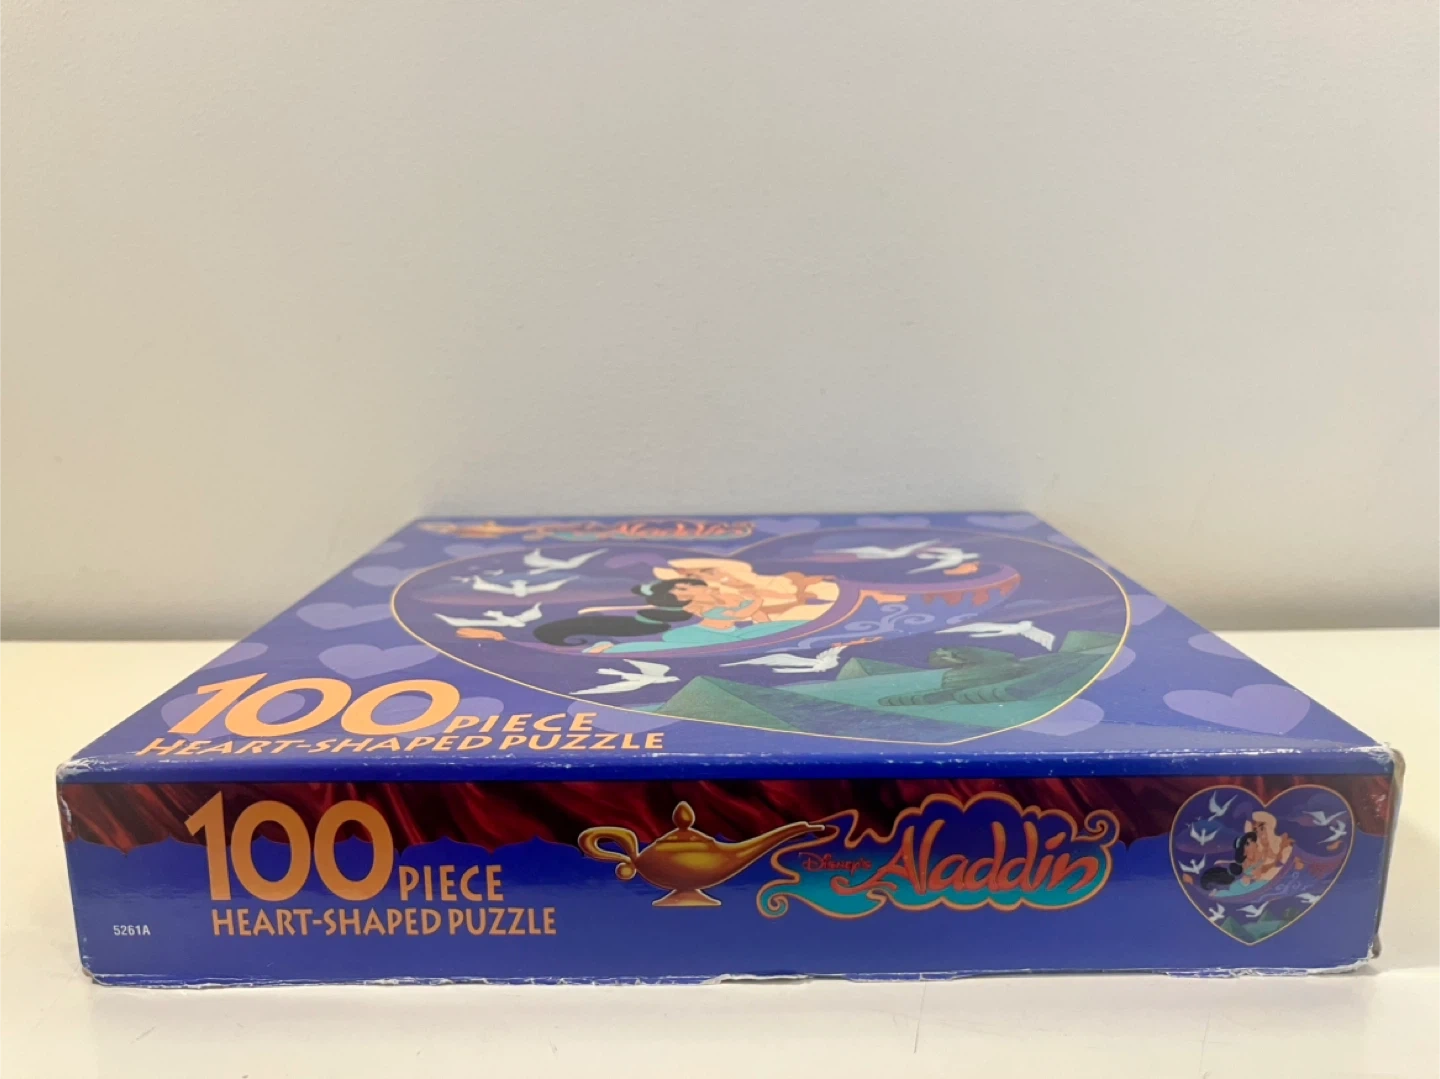 Aladdin
100 PIECE
HEART-SHAPED PUZZLE
100 PIECE
HEART-SHAPED PUZZLE
5261A
Disney's Aladdin